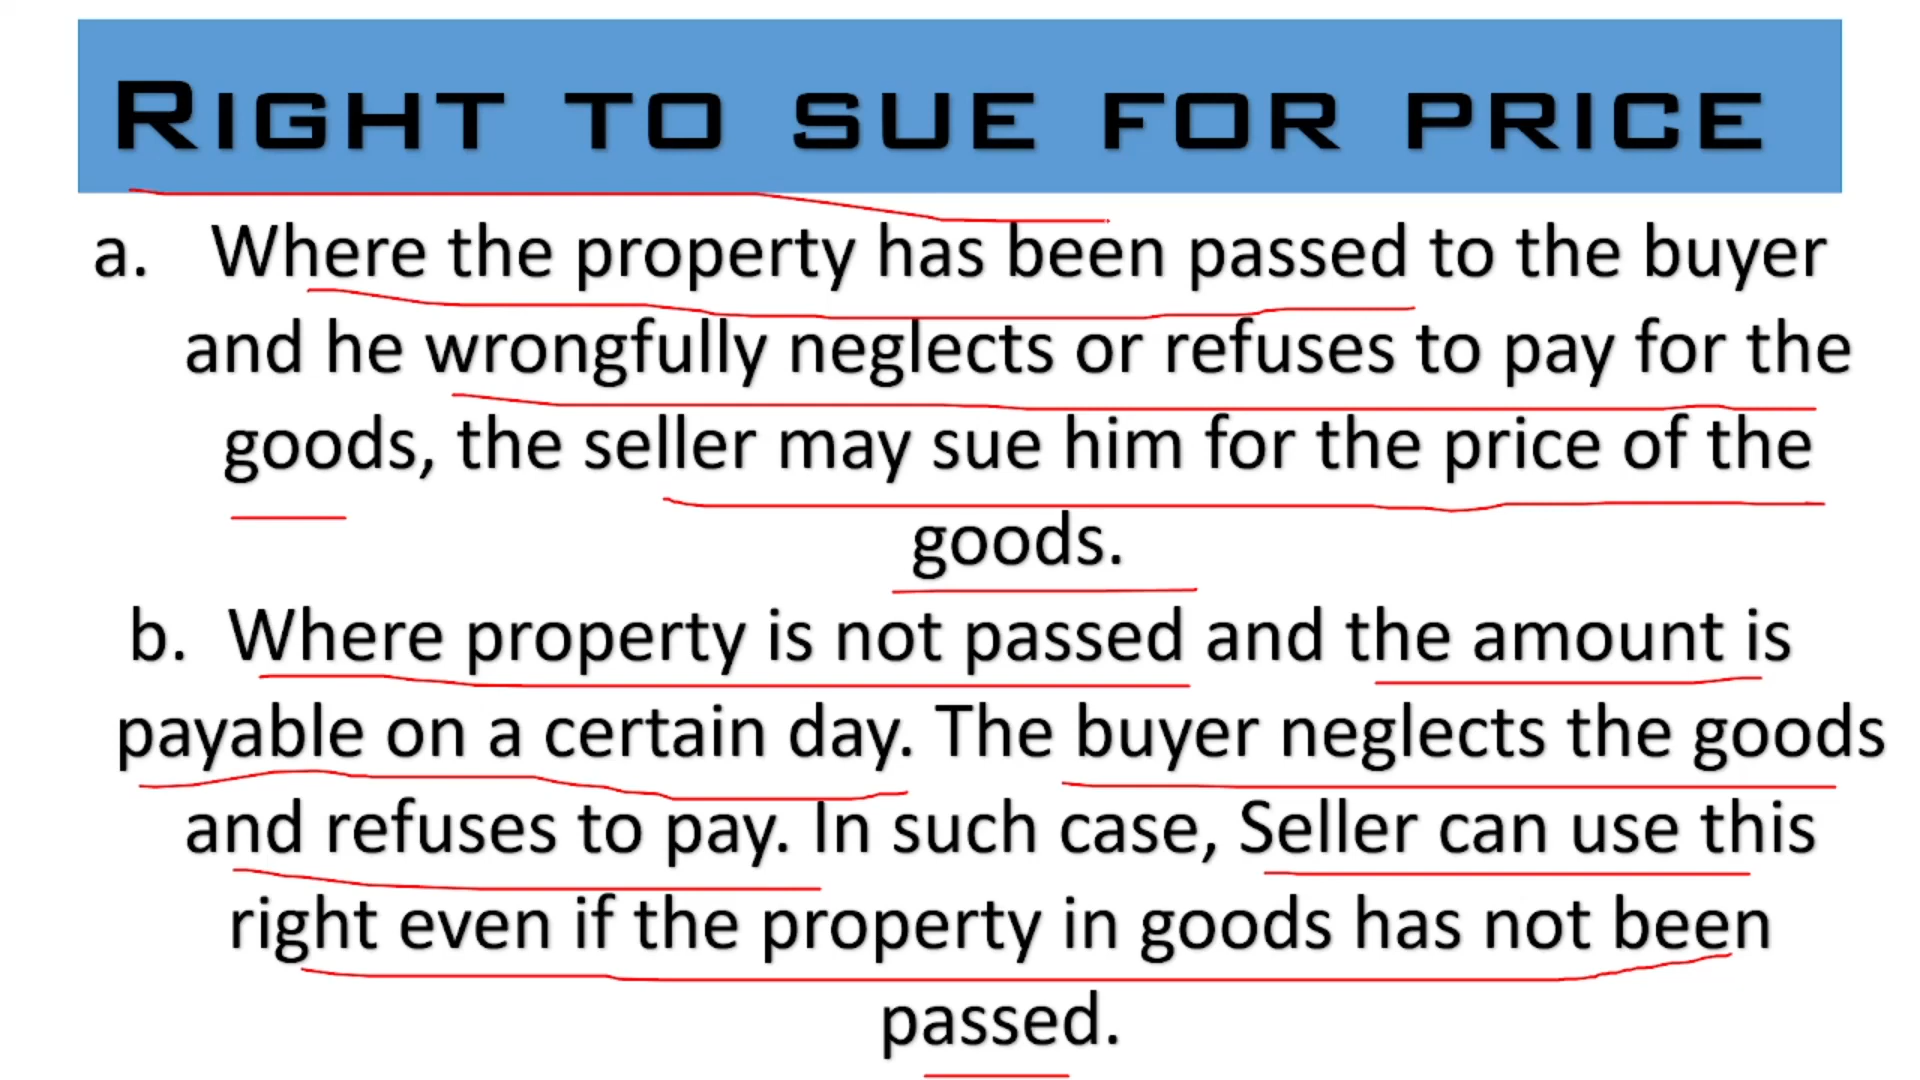 RIGHT TO SUE FOR PRICE
a. Where the property has been passed to the buyer
and he wrongfully neglects or refuses to pay for the
goods, the seller may sue him for the price of the
goods.
b. Where property is not passed and the amount is
payable on a certain day. The buyer neglects the goods
and refuses to pay. In such case, Seller can use this
right even if the property in goods has not been
passed.